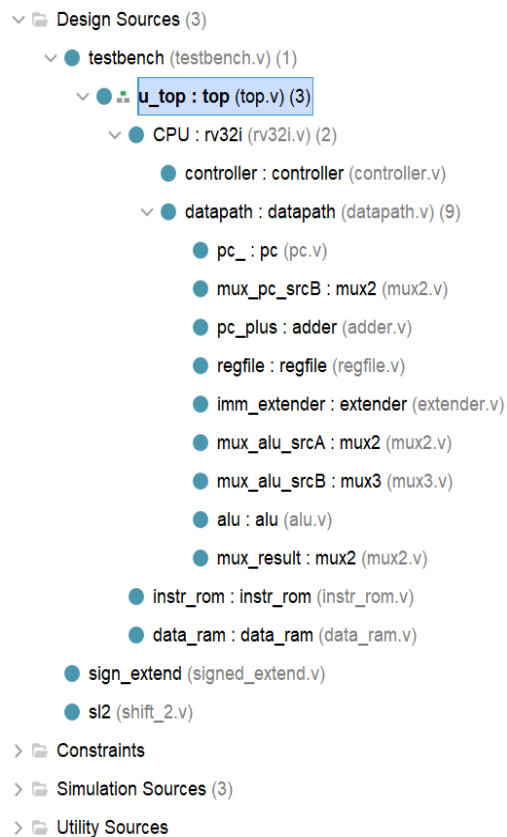 Design Sources (3)
testbench (testbench.v) (1)
u_top : top (top.v) (3)
CPU : rv32i (rv32i.v) (2)
controller : controller (controller.v)
datapath : datapath (datapath.v) (9)
pc_ : pc (pc.v)
mux_pc_srcB : mux2 (mux2.v)
pc_plus : adder (adder.v)
regfile : regfile (regfile.v)
imm_extender : extender (extender.v)
mux_alu_srcA : mux2 (mux2.v)
mux_alu_srcB : mux3 (mux3.v)
alu : alu (alu.v)
mux_result : mux2 (mux2.v)
instr_rom : instr_rom (instr_rom.v)
data_ram : data_ram (data_ram.v)
sign_extend (signed_extend.v)
sl2 (shift_2.v)
Constraints
Simulation Sources (3)
Utility Sources